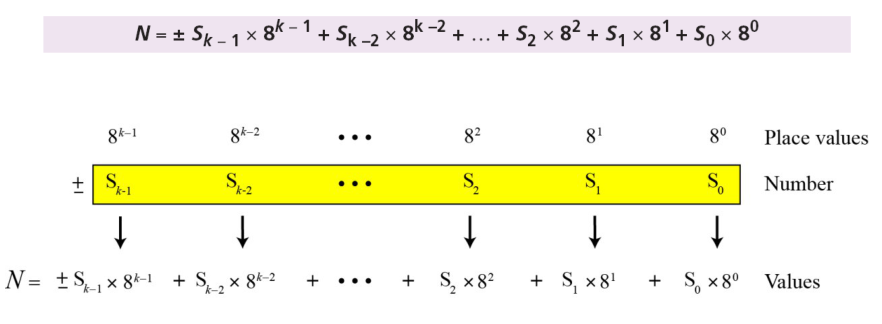 N = ± S_{k – 1} × 8^{k – 1} + S_{k –2} × 8^{k –2} + … + S_2 × 8^2 + S_1 × 8^1 + S_0 × 8^0
8^{k–1} 8^{k–2} ••• 8^2 8^1 8^0 Place values
± S_{k-1} S_{k-2} ••• S_2 S_1 S_0 Number
N = ± S_{k–1} × 8^{k–1} + S_{k–2} × 8^{k–2} + ••• + S_2 × 8^2 + S_1 × 8^1 + S_0 × 8^0 Values